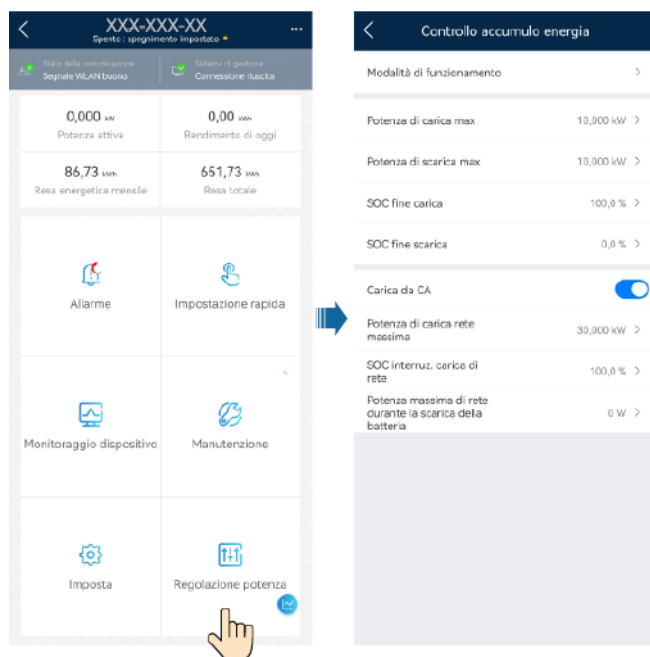 XXX-XXX-XX
Spento : spegnimento impostato
Stato della comunicazione
Segnale WLAN buono
Sistema di gestione
Connessione riuscita
0,000 kW
Potenza attiva
0,00 kWh
Rendimento di oggi
86,73 kWh
Resa energetica mensile
651,73 kWh
Resa totale
Allarme
Impostazione rapida
Monitoraggio dispositivo
Manutenzione
Imposta
Regolazione potenza
Controllo accumulo energia
Modalità di funzionamento
Potenza di carica max
10,000 kW
Potenza di scarica max
10,000 kW
SOC fine carica
100,0 %
SOC fine scarica
0,0 %
Carica da CA
Potenza di carica rete
massima
30,000 kW
SOC interruz. carica di
rete
100,0 %
Potenza massima di rete
durante la scarica della
batteria
0 W